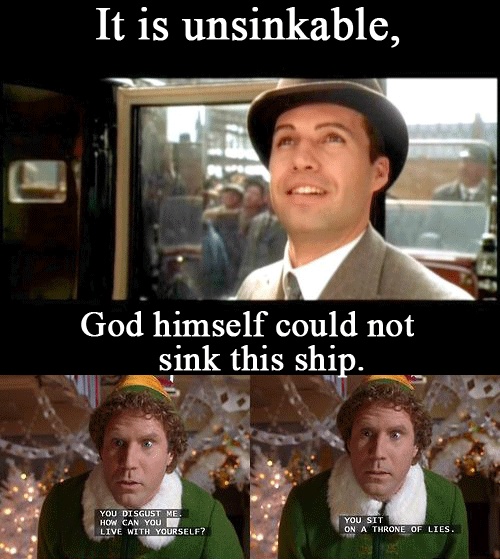 It is unsinkable,
God himself could not
sink this ship.
YOU DISGUST ME.
HOW CAN YOU
LIVE WITH YOURSELF?
YOU SIT
ON A THRONE OF LIES.